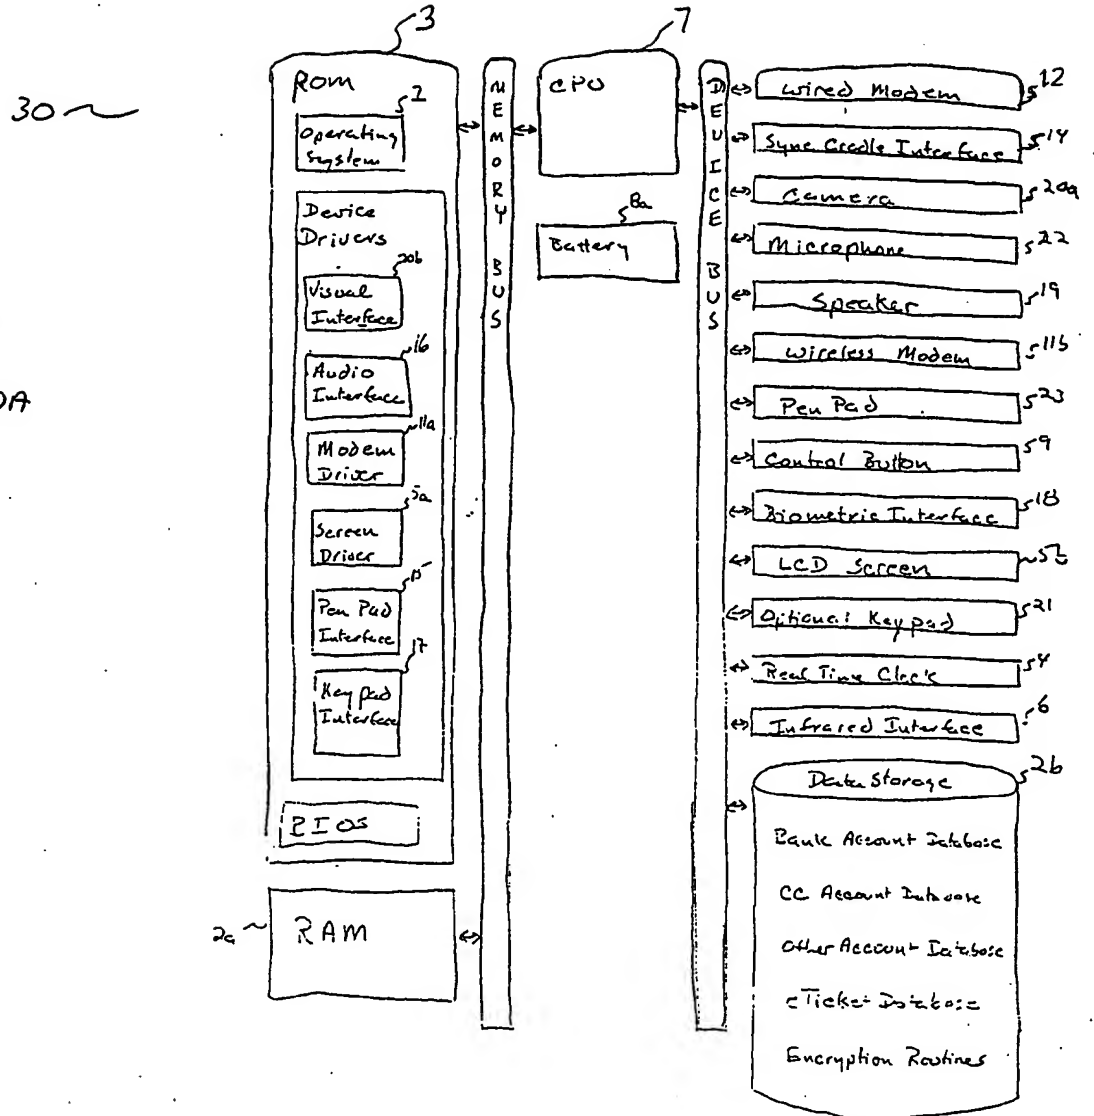 3
7
30
ROM
2
Operating
System
Device
Drivers
20b
Visual
Interface
16
Audio
Interface
11a
Modem
Driver
5a
Screen
Driver
15
Pen Pad
Interface
17
Keypad
Interface
BIOS
2a
RAM
MEMORY BUS
CPU
8a
Battery
DEVICE BUS
Wired Modem
12
Sync Cradle Interface
14
Camera
20a
Microphone
22
Speaker
19
Wireless Modem
11b
Pen Pad
23
Control Button
9
Biometric Interface
18
LCD Screen
5b
Optional Keypad
21
Real Time Clock
4
Infrared Interface
6
Data Storage
2b
Bank Account Database
CC Account Database
Other Account Database
eTicket Database
Encryption Routines